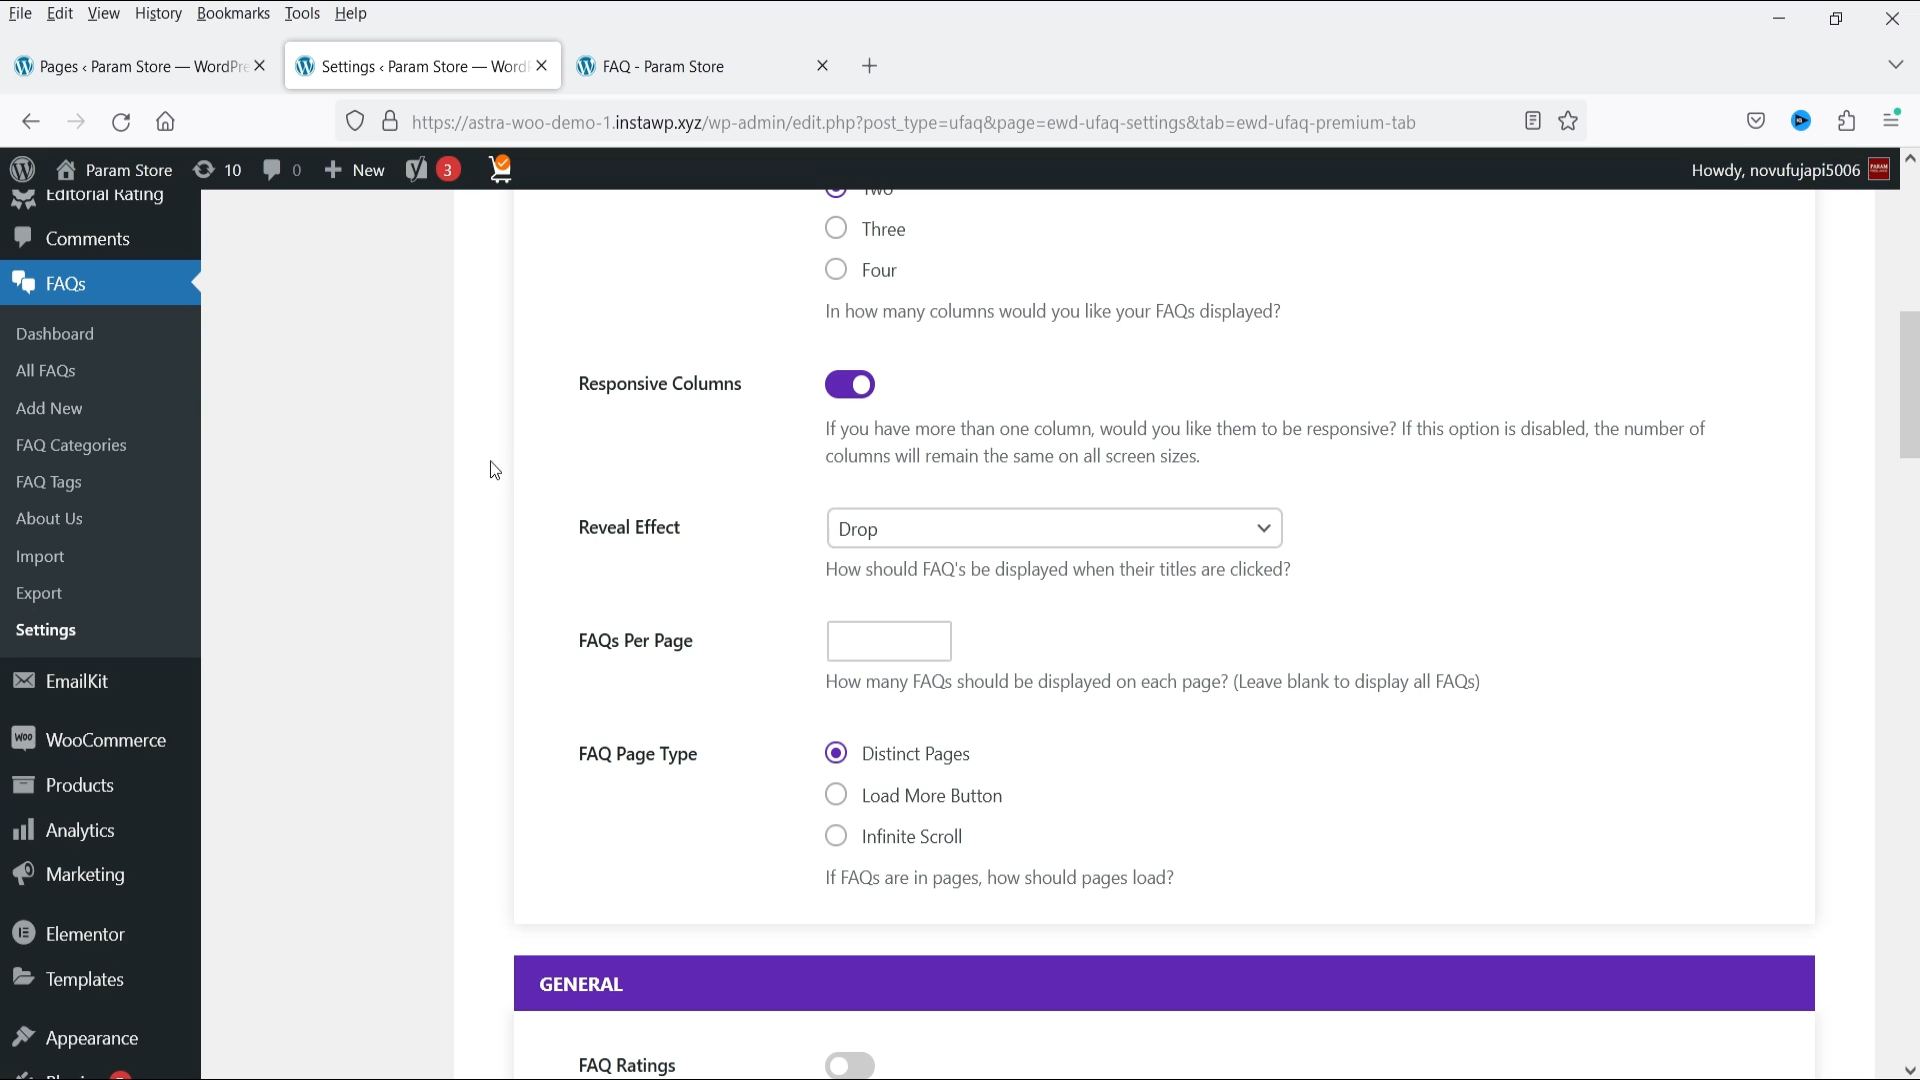 File Edit View History Bookmarks Tools Help
Pages ‹ Param Store — WordPre
Settings ‹ Param Store — Word
FAQ - Param Store
https://astra-woo-demo-1.instawp.xyz/wp-admin/edit.php?post_type=ufaq&page=ewd-ufaq-settings&tab=ewd-ufaq-premium-tab
Param Store 10 0 New 3 Howdy, novufujapi5006
Editorial Rating
Comments
FAQs
Dashboard
All FAQs
Add New
FAQ Categories
FAQ Tags
About Us
Import
Export
Settings
EmailKit
WooCommerce
Products
Analytics
Marketing
Elementor
Templates
Appearance
Two
Three
Four
In how many columns would you like your FAQs displayed?
Responsive Columns
If you have more than one column, would you like them to be responsive? If this option is disabled, the number of
columns will remain the same on all screen sizes.
Reveal Effect
Drop
How should FAQ's be displayed when their titles are clicked?
FAQs Per Page
How many FAQs should be displayed on each page? (Leave blank to display all FAQs)
FAQ Page Type
Distinct Pages
Load More Button
Infinite Scroll
If FAQs are in pages, how should pages load?
GENERAL
FAQ Ratings